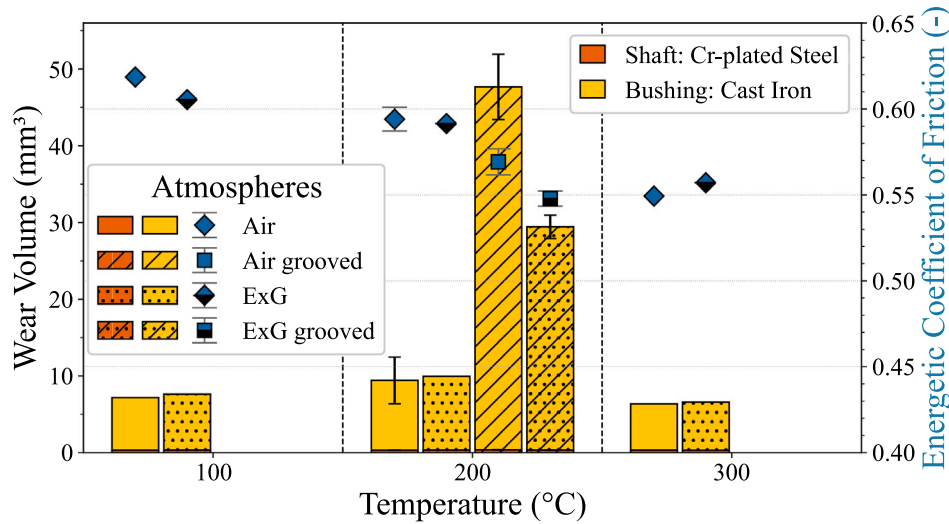 Wear Volume (mm³)
50
40
30
20
10
0
Shaft: Cr-plated Steel
Bushing: Cast Iron
Atmospheres
Air
Air grooved
ExG
ExG grooved
0.65
0.60
0.55
0.50
0.45
0.40
Energetic Coefficient of Friction (-)
100
200
300
Temperature (°C)